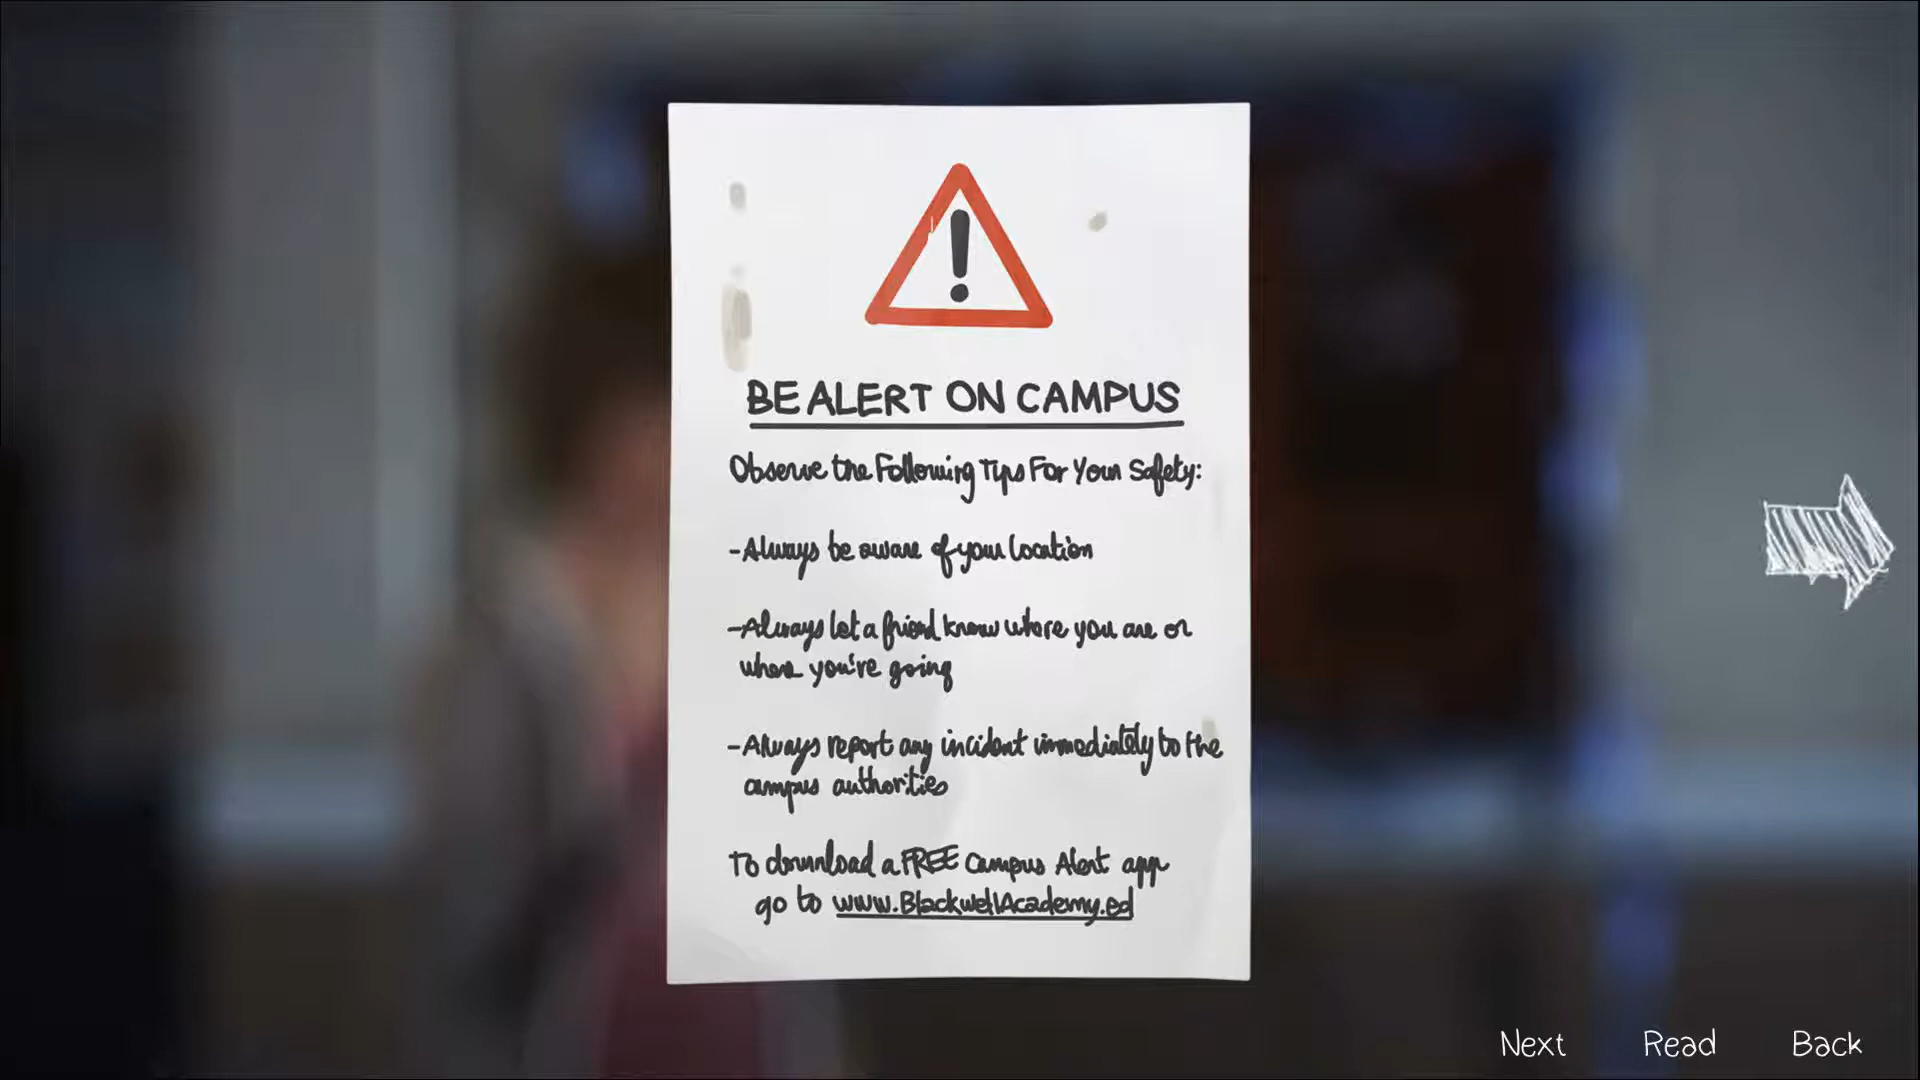 !
BE ALERT ON CAMPUS
Observe the Following Tips For Your Safety:
-Always be aware of your location
-Always let a friend know where you are or
where you're going
-Always report any incident immediately to the
campus authorities
To download a FREE Campus Alert app
go to www.BlackwellAcademy.ed
Next Read Back